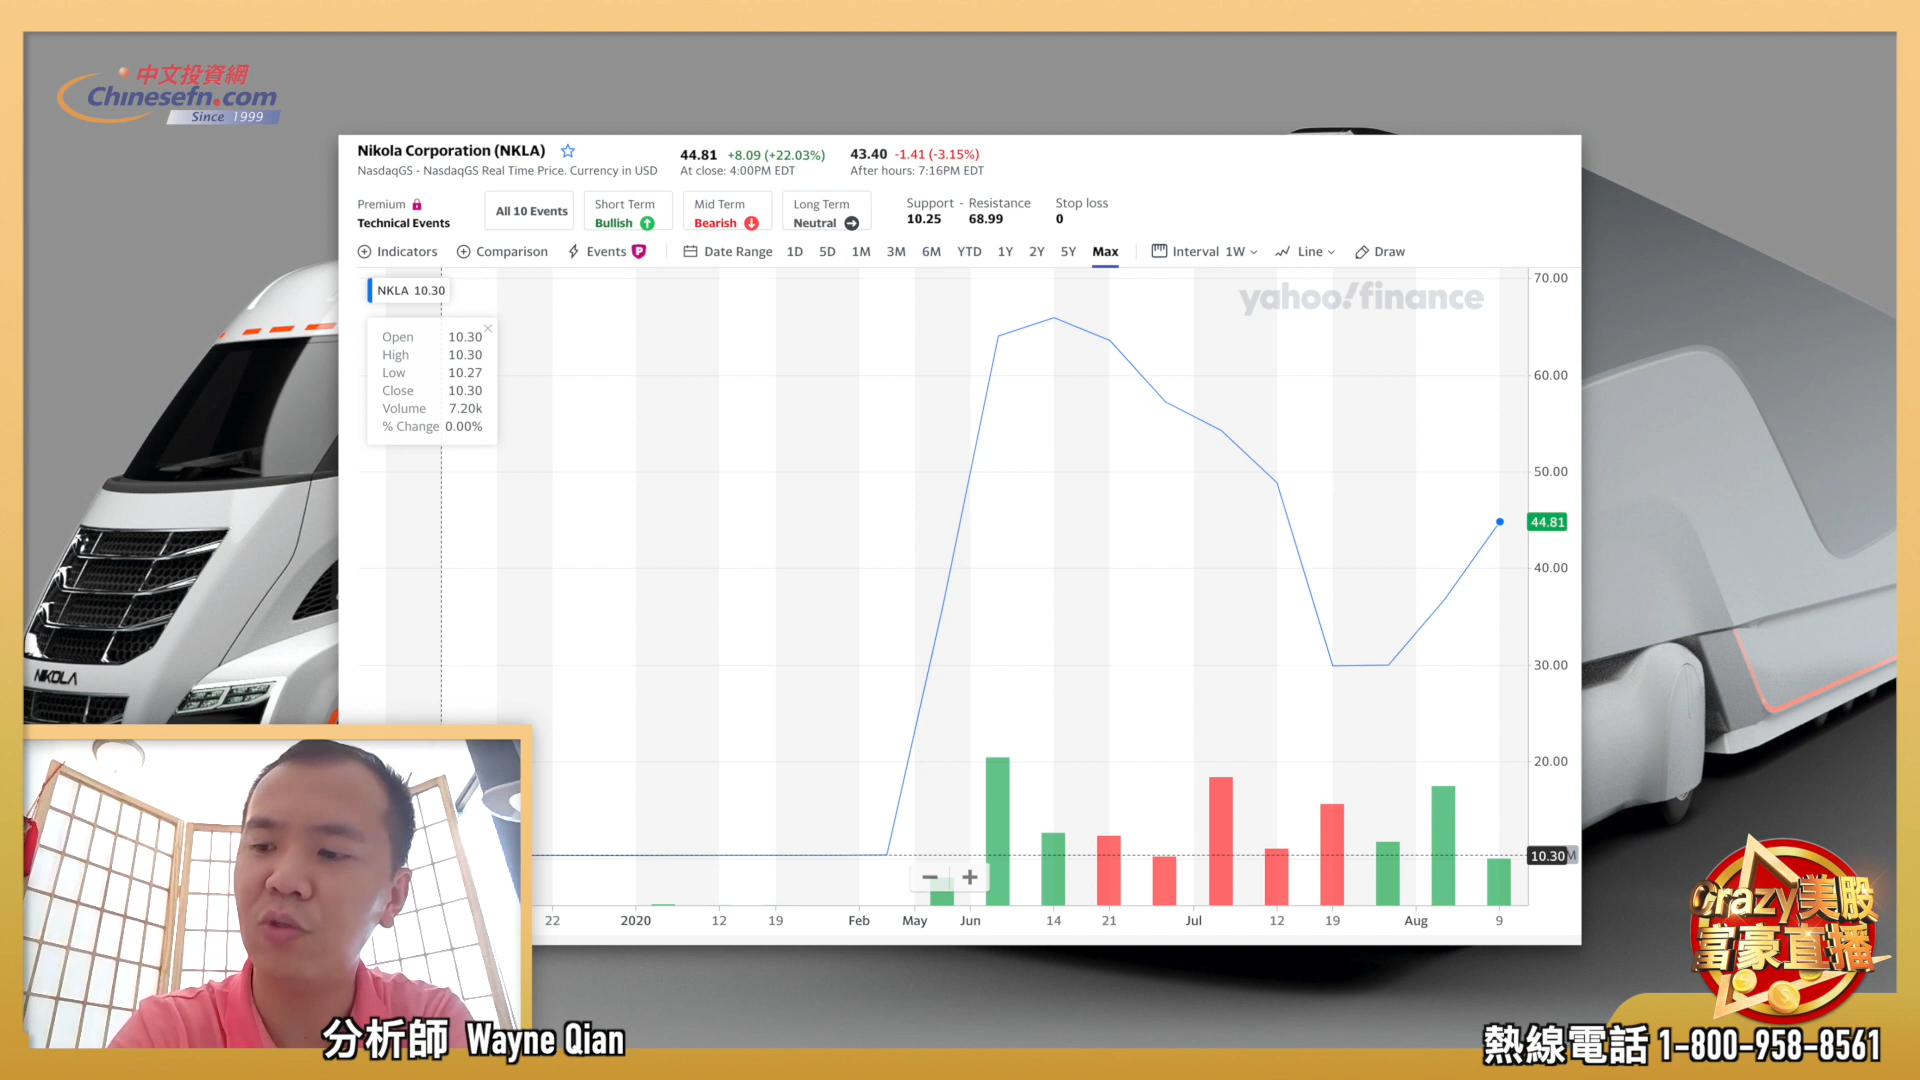 中文投資網
Chinesefn.com
Since 1999
Nikola Corporation (NKLA)
NasdaqGS - NasdaqGS Real Time Price. Currency in USD
44.81 +8.09 (+22.03%)
At close: 4:00PM EDT
43.40 -1.41 (-3.15%)
After hours: 7:16PM EDT
Premium
Technical Events
All 10 Events
Short Term
Bullish
Mid Term
Bearish
Long Term
Neutral
Support - Resistance
10.25 68.99
Stop loss
0
Indicators Comparison Events P Date Range 1D 5D 1M 3M 6M YTD 1Y 2Y 5Y Max Interval 1W Line Draw
NKLA 10.30
yahoo!finance
Open 10.30
High 10.30
Low 10.27
Close 10.30
Volume 7.20k
% Change 0.00%
70.00
60.00
50.00
44.81
40.00
30.00
20.00
10.30
M
22 2020 12 19 Feb May Jun 14 21 Jul 12 19 Aug 9
NIKOLA
Crazy美股
富豪直播
分析師 Wayne Qian
熱線電話 1-800-958-8561